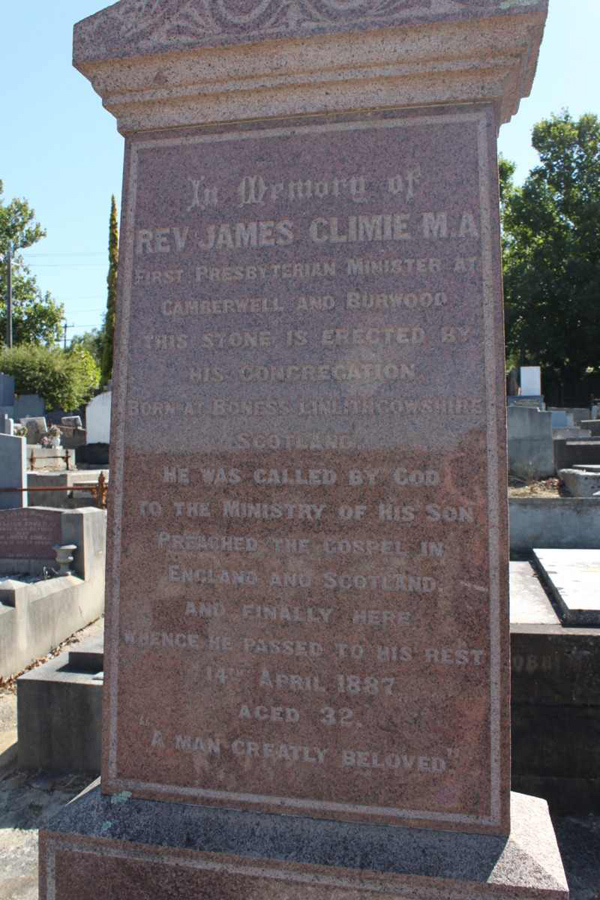 In Memory of
REV JAMES CLIMIE M.A
FIRST PRESBYTERIAN MINISTER AT
CAMBERWELL AND BURWOOD
THIS STONE IS ERECTED BY
HIS CONGREGATION.
BORN AT BONESS, LINLITHGOWSHIRE
SCOTLAND.
HE WAS CALLED BY GOD
TO THE MINISTRY OF HIS SON
PREACHED THE GOSPEL IN
ENGLAND AND SCOTLAND,
AND FINALLY HERE,
WHENCE HE PASSED TO HIS REST
14TH APRIL 1887
AGED 32.
"A MAN GREATLY BELOVED"